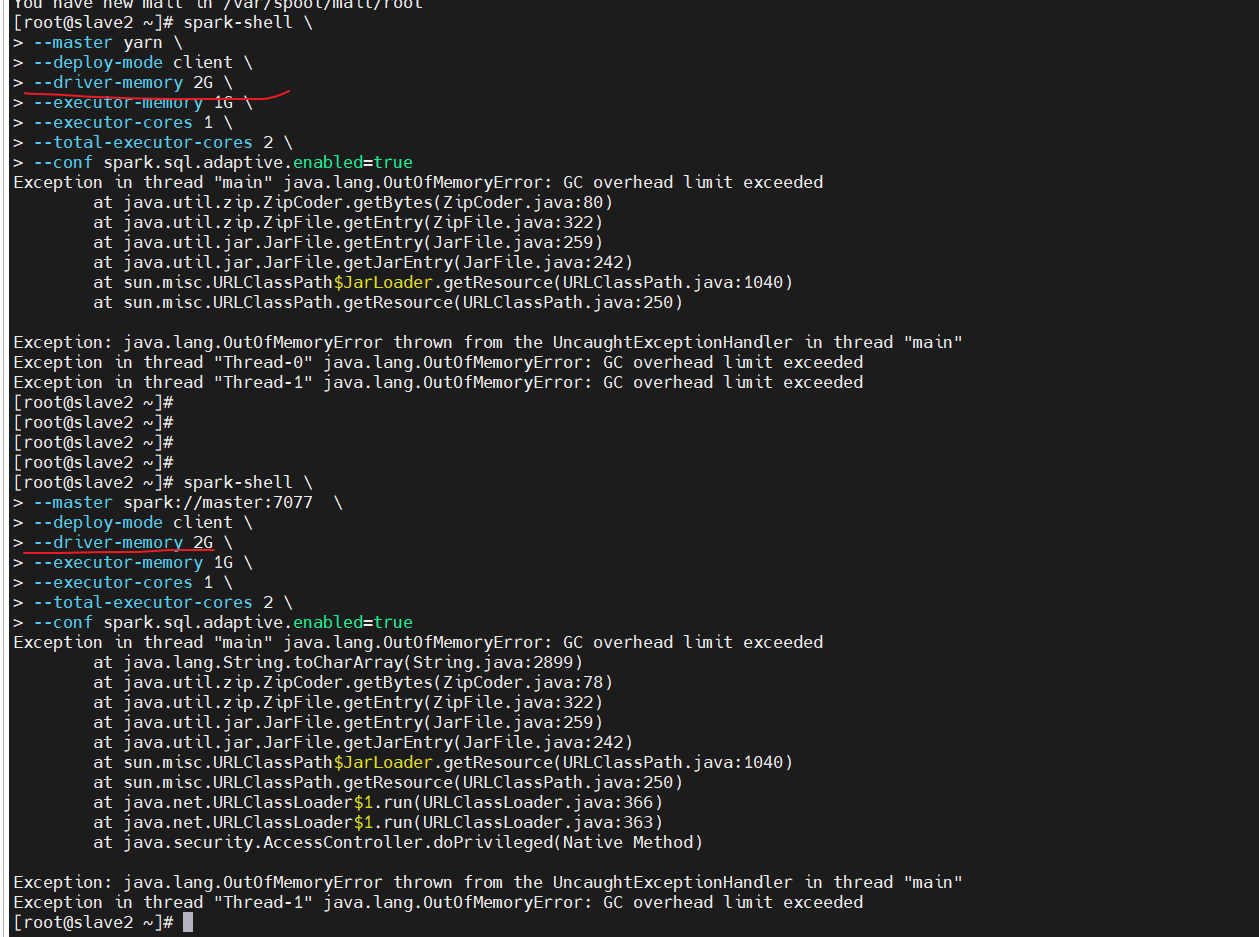 You have new mail in /var/spool/mail/root
[root@slave2 ~]# spark-shell \
> --master yarn \
> --deploy-mode client \
> --driver-memory 2G \
> --executor-memory 1G \
> --executor-cores 1 \
> --total-executor-cores 2 \
> --conf spark.sql.adaptive.enabled=true
Exception in thread "main" java.lang.OutOfMemoryError: GC overhead limit exceeded
        at java.util.zip.ZipCoder.getBytes(ZipCoder.java:80)
        at java.util.zip.ZipFile.getEntry(ZipFile.java:322)
        at java.util.jar.JarFile.getEntry(JarFile.java:259)
        at java.util.jar.JarFile.getJarEntry(JarFile.java:242)
        at sun.misc.URLClassPath$JarLoader.getResource(URLClassPath.java:1040)
        at sun.misc.URLClassPath.getResource(URLClassPath.java:250)

Exception: java.lang.OutOfMemoryError thrown from the UncaughtExceptionHandler in thread "main"
Exception in thread "Thread-0" java.lang.OutOfMemoryError: GC overhead limit exceeded
Exception in thread "Thread-1" java.lang.OutOfMemoryError: GC overhead limit exceeded
[root@slave2 ~]#
[root@slave2 ~]#
[root@slave2 ~]#
[root@slave2 ~]#
[root@slave2 ~]# spark-shell \
> --master spark://master:7077  \
> --deploy-mode client \
> --driver-memory 2G \
> --executor-memory 1G \
> --executor-cores 1 \
> --total-executor-cores 2 \
> --conf spark.sql.adaptive.enabled=true
Exception in thread "main" java.lang.OutOfMemoryError: GC overhead limit exceeded
        at java.lang.String.toCharArray(String.java:2899)
        at java.util.zip.ZipCoder.getBytes(ZipCoder.java:78)
        at java.util.zip.ZipFile.getEntry(ZipFile.java:322)
        at java.util.jar.JarFile.getEntry(JarFile.java:259)
        at java.util.jar.JarFile.getJarEntry(JarFile.java:242)
        at sun.misc.URLClassPath$JarLoader.getResource(URLClassPath.java:1040)
        at sun.misc.URLClassPath.getResource(URLClassPath.java:250)
        at java.net.URLClassLoader$1.run(URLClassLoader.java:366)
        at java.net.URLClassLoader$1.run(URLClassLoader.java:363)
        at java.security.AccessController.doPrivileged(Native Method)

Exception: java.lang.OutOfMemoryError thrown from the UncaughtExceptionHandler in thread "main"
Exception in thread "Thread-1" java.lang.OutOfMemoryError: GC overhead limit exceeded
[root@slave2 ~]#